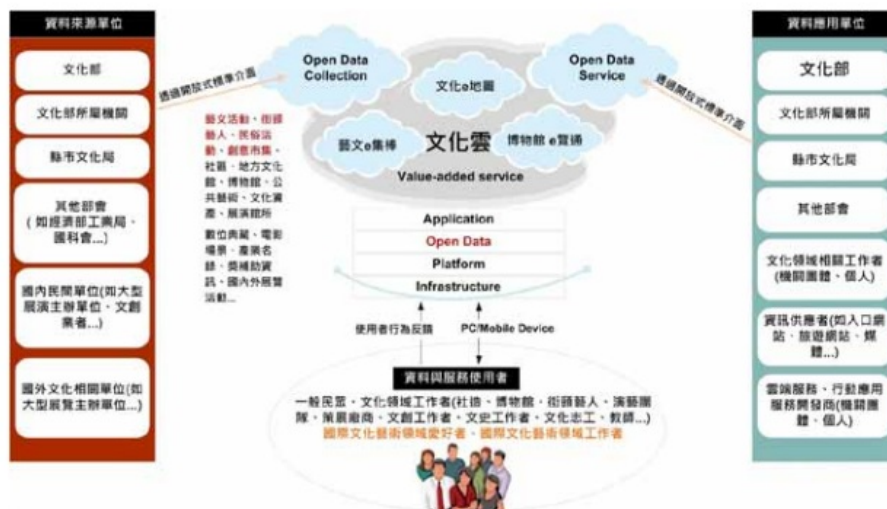 資料來源單位
文化部
文化部所屬機關
縣市文化局
其他部會
(如經濟部工業局、
國科會...)
國內民間單位(如大型
展演主辦單位、文創
業者...)
國外文化相關單位(如
大型展覽主辦單位...)
透過開放式標準介面
Open Data
Collection
藝文活動、街頭
藝人、民俗活
動、創意市集、
社區、地方文化
館、博物館、公
共藝術、文化資
產、展演館所
數位典藏、電影
場景、產業名
錄、獎補助資
訊、國內外展覽
活動...
文化e地圖
藝文e集棒
文化雲
博物館 e覽通
Value-added service
Open Data
Service
Application
Open Data
Platform
Infrastructure
使用者行為反饋
PC/Mobile Device
資料與服務使用者
一般民眾、文化領域工作者(社造、博物館、街頭藝人、演藝團
隊、策展廠商、文創工作者、文史工作者、文化志工、教師...)
國際文化藝術領域愛好者、國際文化藝術領域工作者
透過開放式標準介面
資料應用單位
文化部
文化部所屬機關
縣市文化局
其他部會
文化領域相關工作者
(機關團體、個人)
資訊供應者(如入口網
站、旅遊網站、媒
體...)
雲端服務、行動應用
服務開發商(機關團
體、個人)